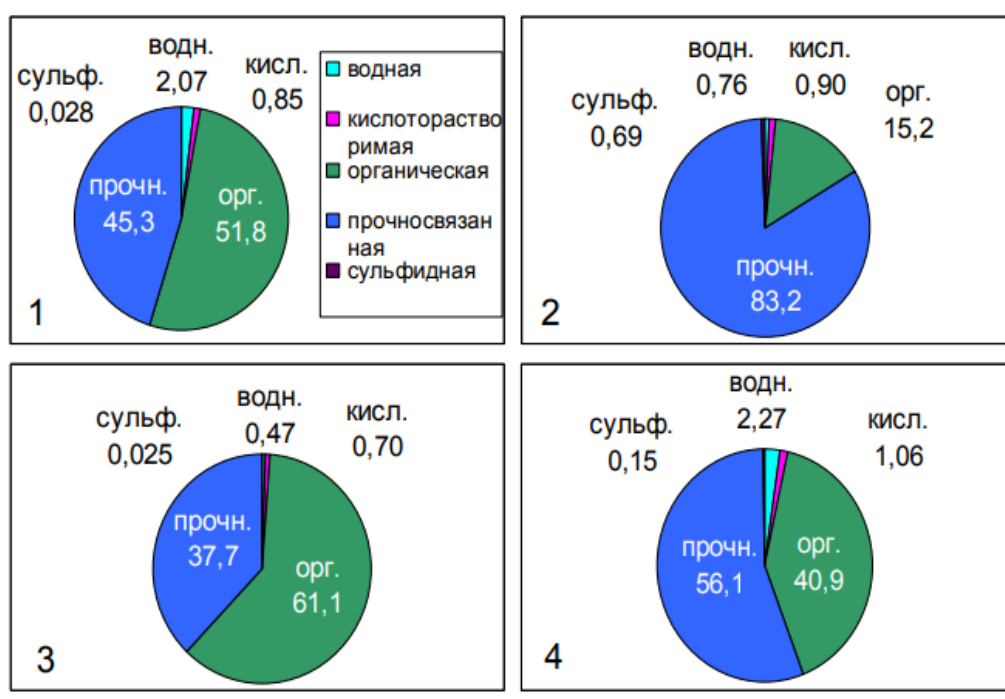 водн.
2,07
сульф.
0,028
кисл.
0,85
водная
кислотораство
римая
органическая
прочносвязан
ная
сульфидная
прочн.
45,3
орг.
51,8
1
водн.
0,76
кисл.
0,90
сульф.
0,69
орг.
15,2
прочн.
83,2
2
водн.
0,47
сульф.
0,025
кисл.
0,70
прочн.
37,7
орг.
61,1
3
водн.
2,27
сульф.
0,15
кисл.
1,06
прочн.
56,1
орг.
40,9
4